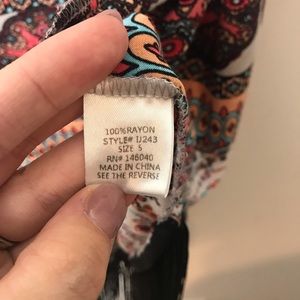 100%RAYON
STYLE# IJ243
SIZE S
RN# 146040
MADE IN CHINA
SEE THE REVERSE